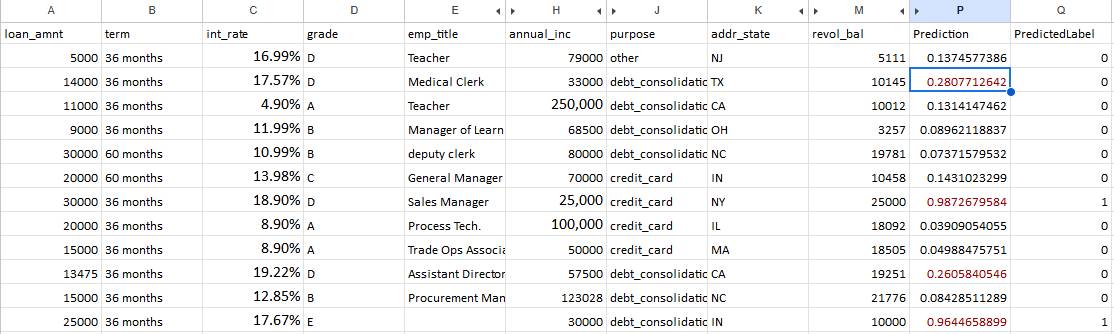 A B C D E H J K M P Q
loan_amnt term int_rate grade emp_title annual_inc purpose addr_state revol_bal Prediction PredictedLabel
5000 36 months 16.99% D Teacher 79000 other NJ 5111 0.1374577386 0
14000 36 months 17.57% D Medical Clerk 33000 debt_consolidatic TX 10145 0.2807712642 0
11000 36 months 4.90% A Teacher 250,000 debt_consolidatic CA 10012 0.1314147462 0
9000 36 months 11.99% B Manager of Learn 68500 debt_consolidatic OH 3257 0.08962118837 0
30000 60 months 10.99% B deputy clerk 80000 debt_consolidatic NC 19781 0.07371579532 0
20000 60 months 13.98% C General Manager 70000 credit_card IN 10458 0.1431023299 0
30000 36 months 18.90% D Sales Manager 25,000 credit_card NY 25000 0.9872679584 1
20000 36 months 8.90% A Process Tech. 100,000 credit_card IL 18092 0.03909054055 0
15000 36 months 8.90% A Trade Ops Associa 50000 credit_card MA 18505 0.04988475751 0
13475 36 months 19.22% D Assistant Director 57500 debt_consolidatic CA 19251 0.2605840546 0
15000 36 months 12.85% B Procurement Man 123028 debt_consolidatic NC 21776 0.08428511289 0
25000 36 months 17.67% E 30000 debt_consolidatic IN 10000 0.9644658899 1